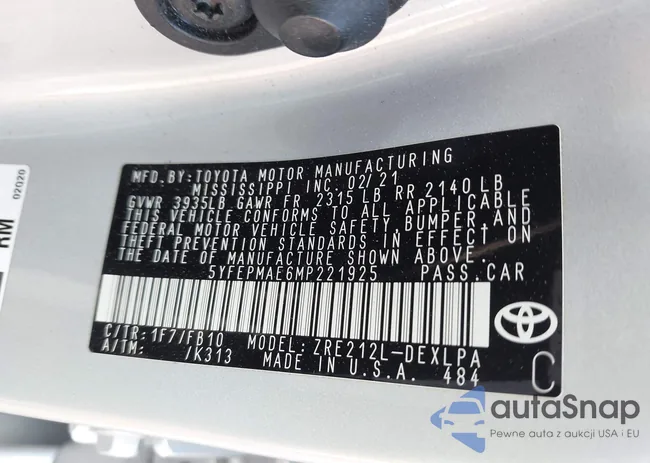 MFD. BY: TOYOTA MOTOR MANUFACTURING
MISSISSIPPI INC. 02/21
GVWR 3935LB GAWR FR 2315 LB RR 2140 LB
THIS VEHICLE CONFORMS TO ALL APPLICABLE
FEDERAL MOTOR VEHICLE SAFETY, BUMPER, AND
THEFT PREVENTION STANDARDS IN EFFECT ON
THE DATE OF MANUFACTURE SHOWN ABOVE.
5YFEPMAE6MP221925 PASS. CAR
C/TR: 1F7/FB10 MODEL: ZRE212L-DEXLPA
A/TM: /K313 MADE IN U.S.A. 484
C
RM
02020
autaSnap
Pewne auta z aukcji USA i EU